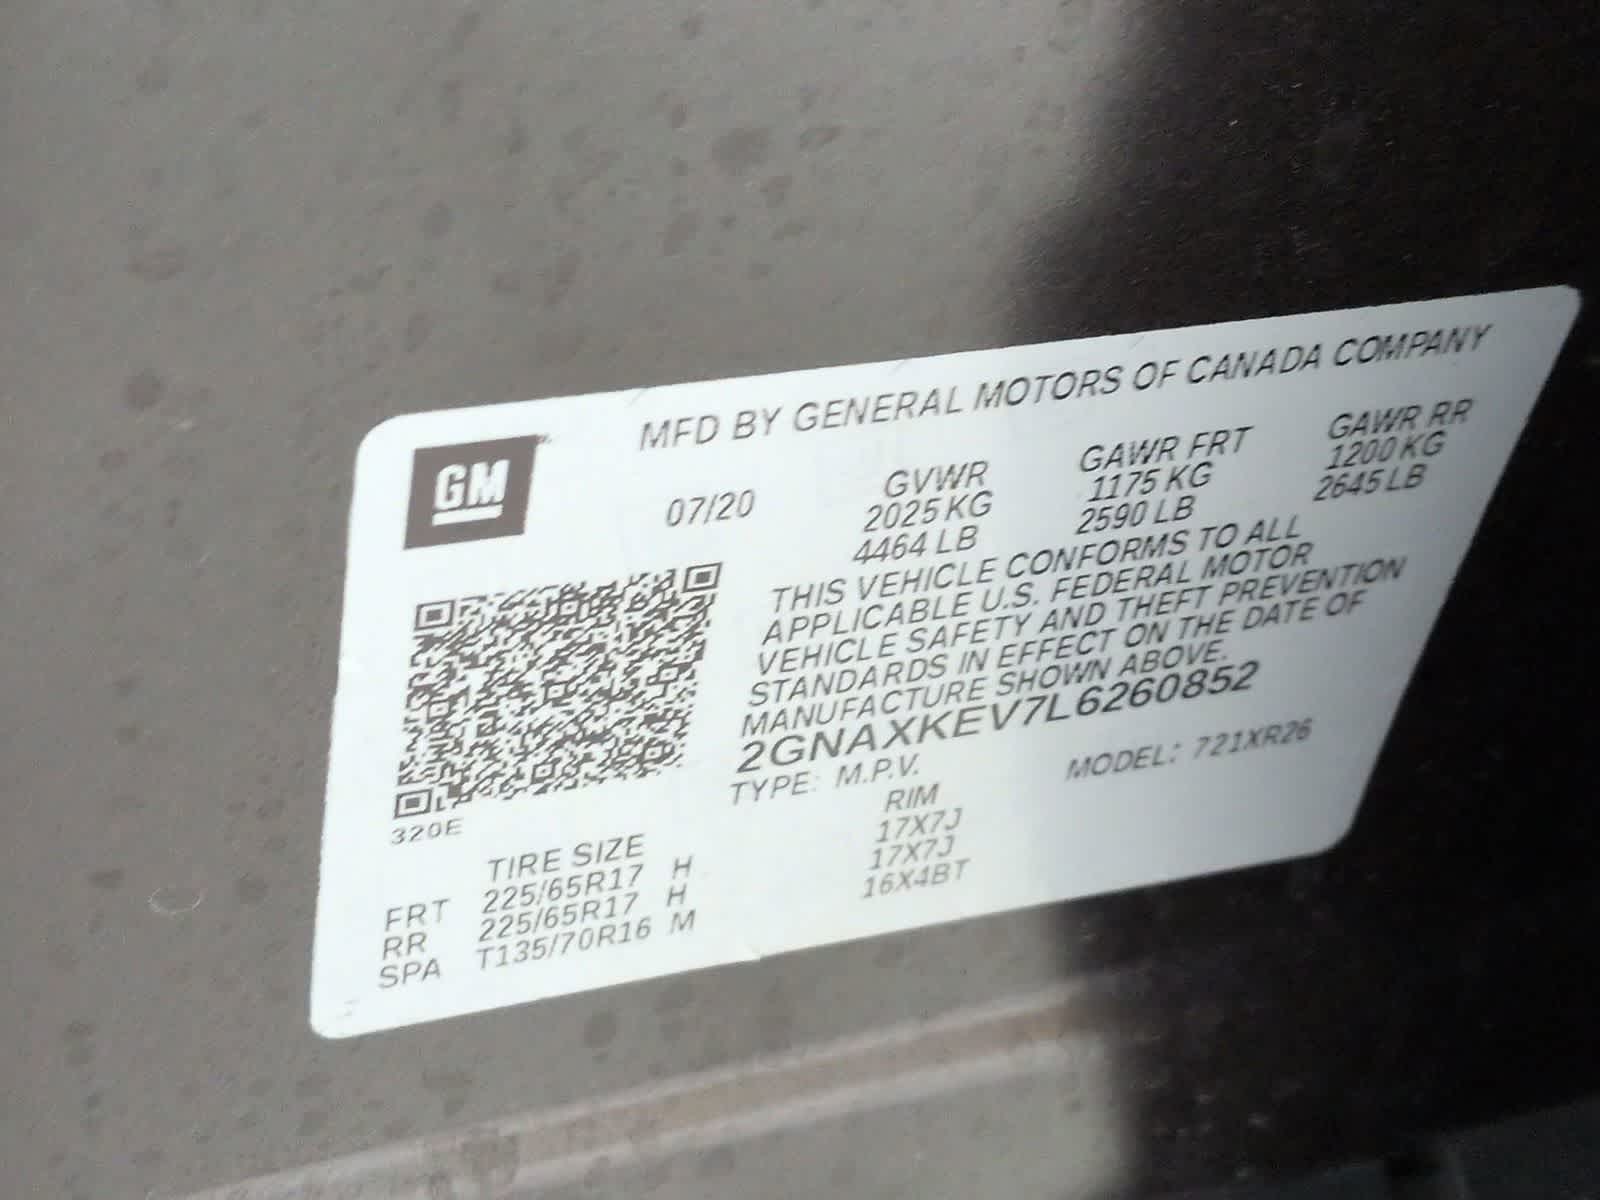 MFD BY GENERAL MOTORS OF CANADA COMPANY
GM
07/20
GVWR
2025 KG
4464 LB
GAWR FRT
1175 KG
2590 LB
GAWR RR
1200 KG
2645 LB
THIS VEHICLE CONFORMS TO ALL
APPLICABLE U.S. FEDERAL MOTOR
VEHICLE SAFETY AND THEFT PREVENTION
STANDARDS IN EFFECT ON THE DATE OF
MANUFACTURE SHOWN ABOVE.
2GNAXKEV7L6260852
TYPE: M.P.V. MODEL: 721XR26
320E
TIRE SIZE RIM
FRT 225/65R17 H 17X7J
RR 225/65R17 H 17X7J
SPA T135/70R16 M 16X4BT